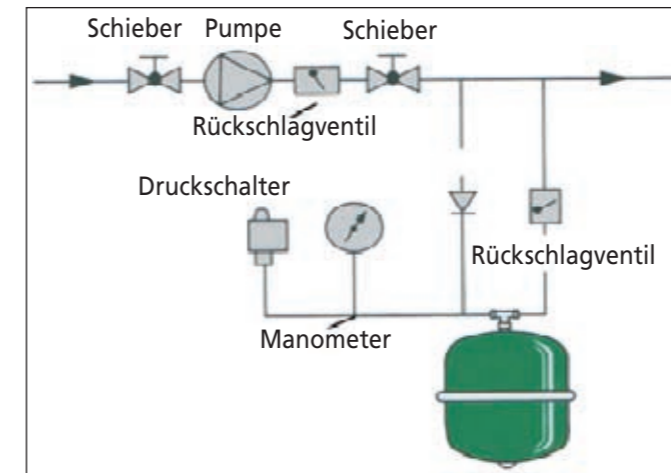 Schieber Pumpe Schieber
Rückschlagventil
Druckschalter
Rückschlagventil
Manometer